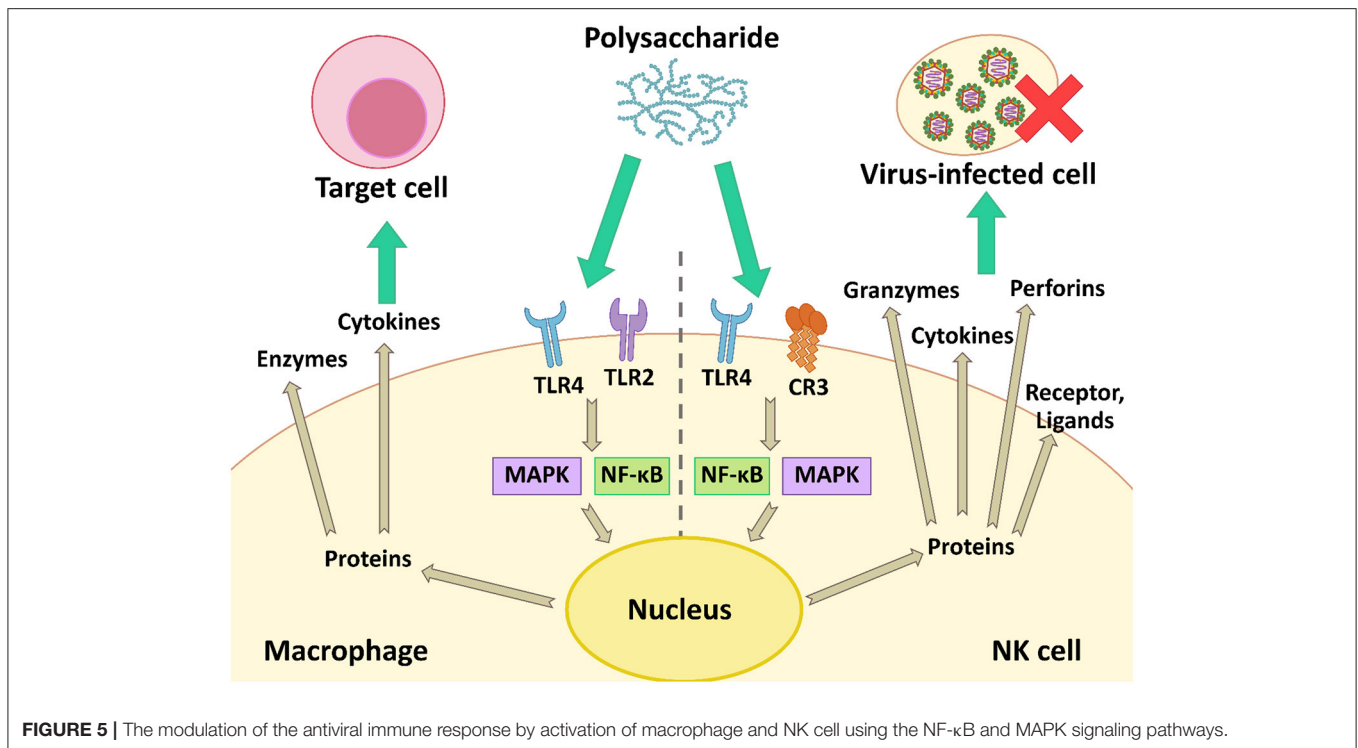 Polysaccharide
Target cell
Virus-infected cell
Cytokines
Enzymes
TLR4
TLR2
TLR4
CR3
Granzymes
Perforins
Cytokines
Receptor,
Ligands
MAPK
NF-κB
NF-κB
MAPK
Proteins
Proteins
Nucleus
Macrophage
NK cell
FIGURE 5 | The modulation of the antiviral immune response by activation of macrophage and NK cell using the NF-κB and MAPK signaling pathways.